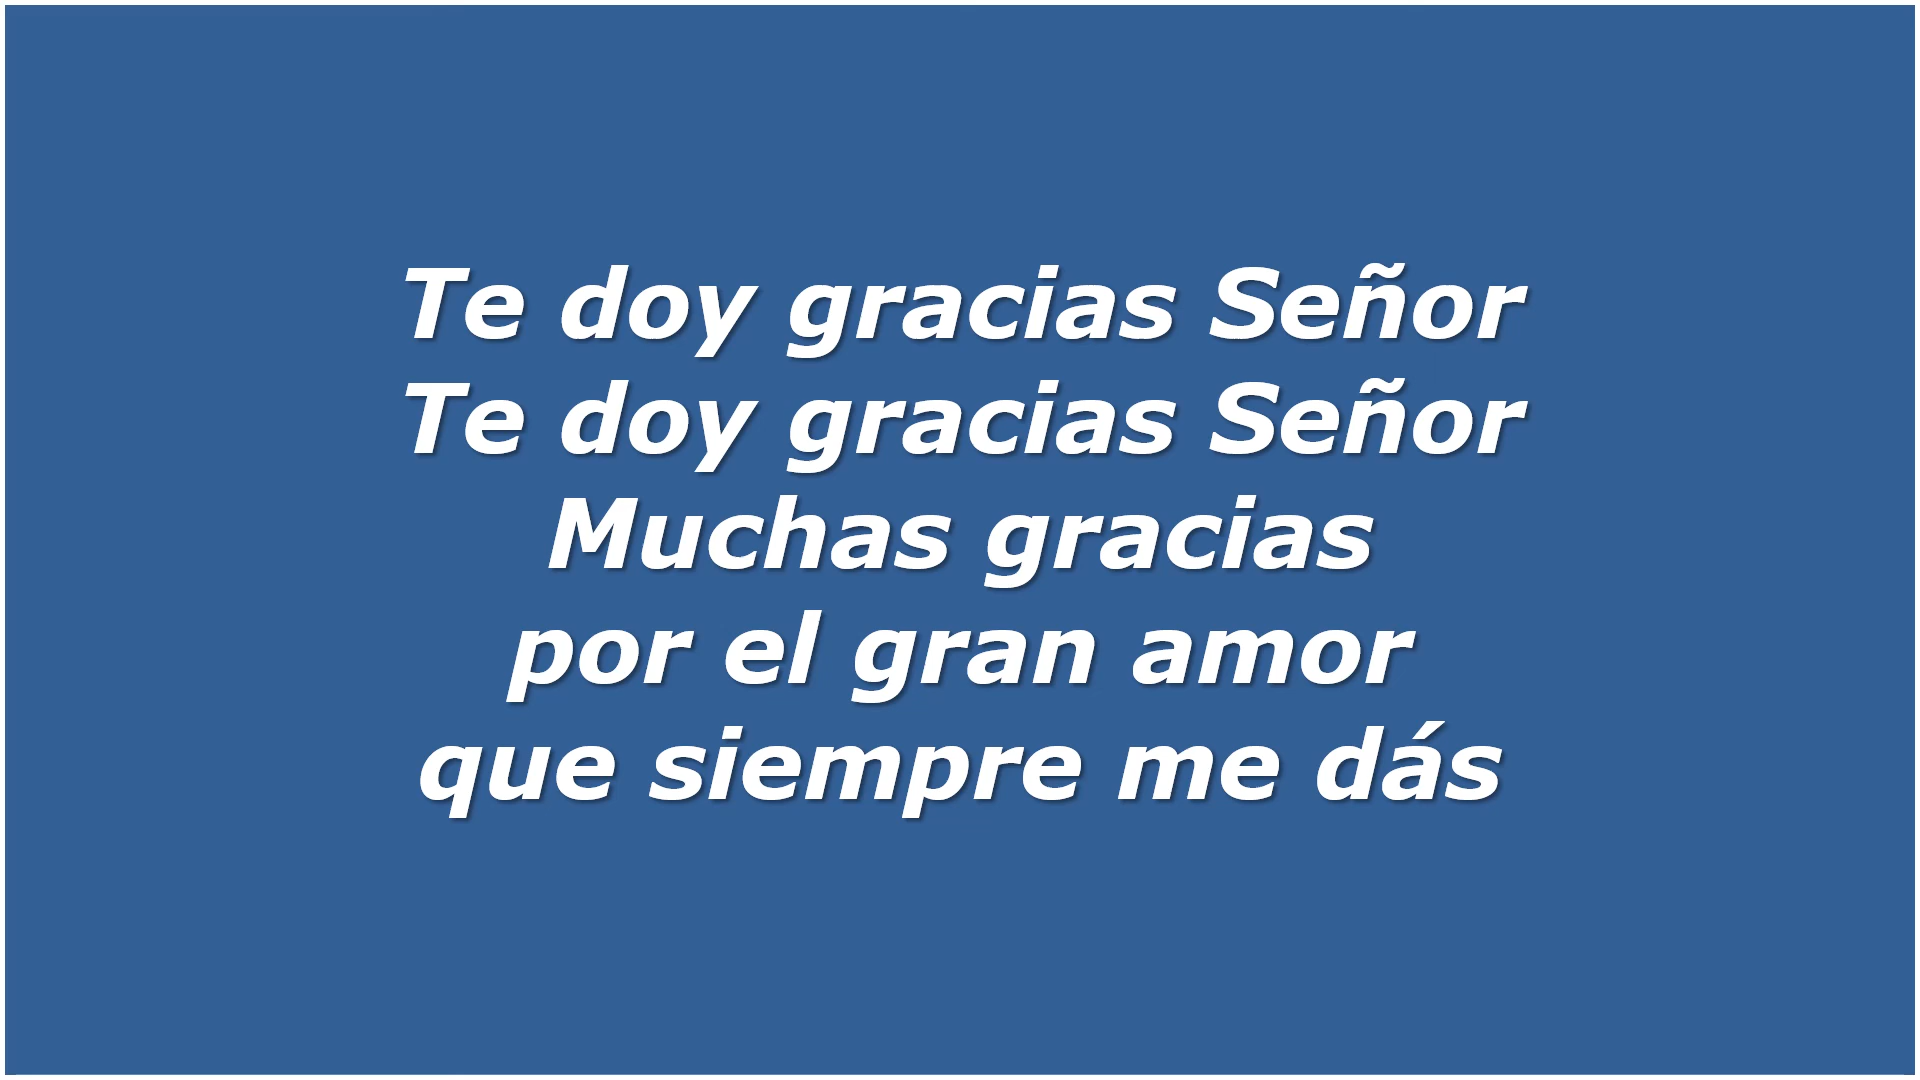 Te doy gracias Señor
Te doy gracias Señor
Muchas gracias
por el gran amor
que siempre me dás